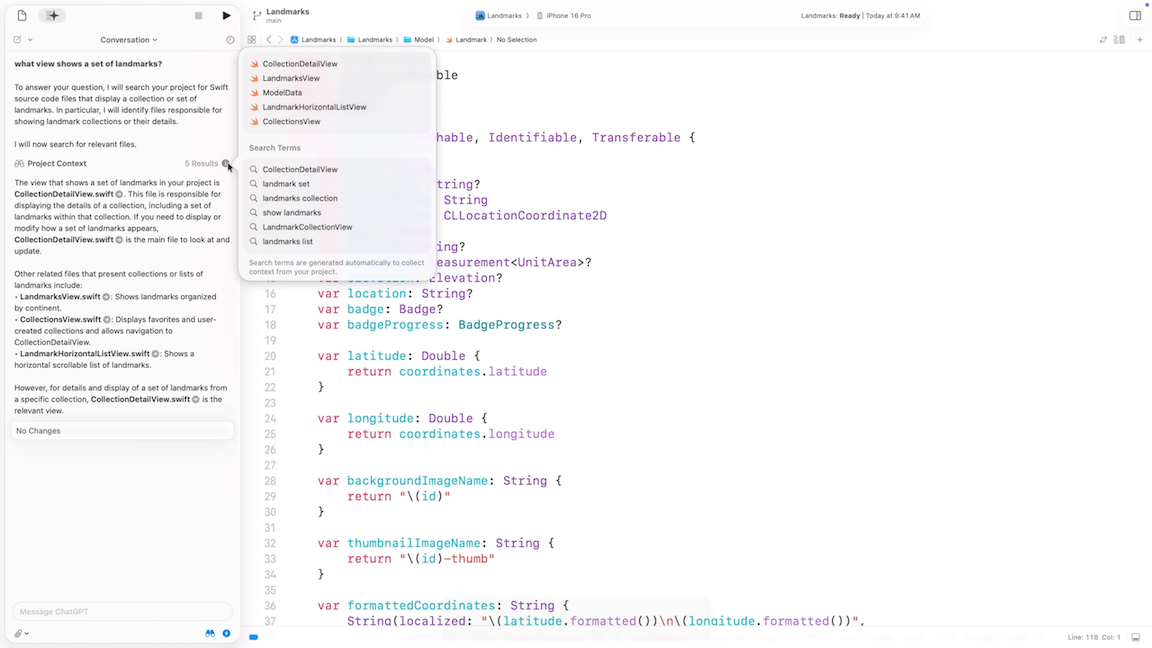 Landmarks
main
Landmarks
iPhone 16 Pro
Landmarks: Ready | Today at 9:41 AM
Conversation
Landmarks
Landmarks
Model
Landmark
No Selection
what view shows a set of landmarks?
To answer your question, I will search your project for Swift
source code files that display a collection or set of
landmarks. In particular, I will identify files responsible for
showing landmark collections or their details.
I will now search for relevant files.
Project Context
5 Results
The view that shows a set of landmarks in your project is
CollectionDetailView.swift. This file is responsible for
displaying the details of a collection, including a set of
landmarks within that collection. If you need to display or
modify how a set of landmarks appears,
CollectionDetailView.swift is the main file to look at and
update.
Other related files that present collections or lists of
landmarks include:
• LandmarksView.swift: Shows landmarks organized
by continent.
• CollectionsView.swift: Displays favorites and user-
created collections and allows navigation to
CollectionDetailView.
• LandmarkHorizontalListView.swift: Shows a
horizontal scrollable list of landmarks.
However, for details and display of a set of landmarks from
a specific collection, CollectionDetailView.swift is the
relevant view.
No Changes
Message ChatGPT
CollectionDetailView
LandmarksView
ModelData
LandmarkHorizontalListView
CollectionsView
Search Terms
CollectionDetailView
landmark set
landmarks collection
show landmarks
LandmarkCollectionView
landmarks list
Search terms are generated automatically to collect
context from your project.
ble
hable, Identifiable, Transferable {
tring?
String
CLLocationCoordinate2D
ing?
easurement<UnitArea>?
Elevation?
16 var location: String?
17 var badge: Badge?
18 var badgeProgress: BadgeProgress?
19
20 var latitude: Double {
21 return coordinates.latitude
22 }
23
24 var longitude: Double {
25 return coordinates.longitude
26 }
27
28 var backgroundImageName: String {
29 return "\(id)"
30 }
31
32 var thumbnailImageName: String {
33 return "\(id)-thumb"
34 }
35
36 var formattedCoordinates: String {
37 String(localized: "\(latitude.formatted())\n\(longitude.formatted())",
Line: 118 Col: 1